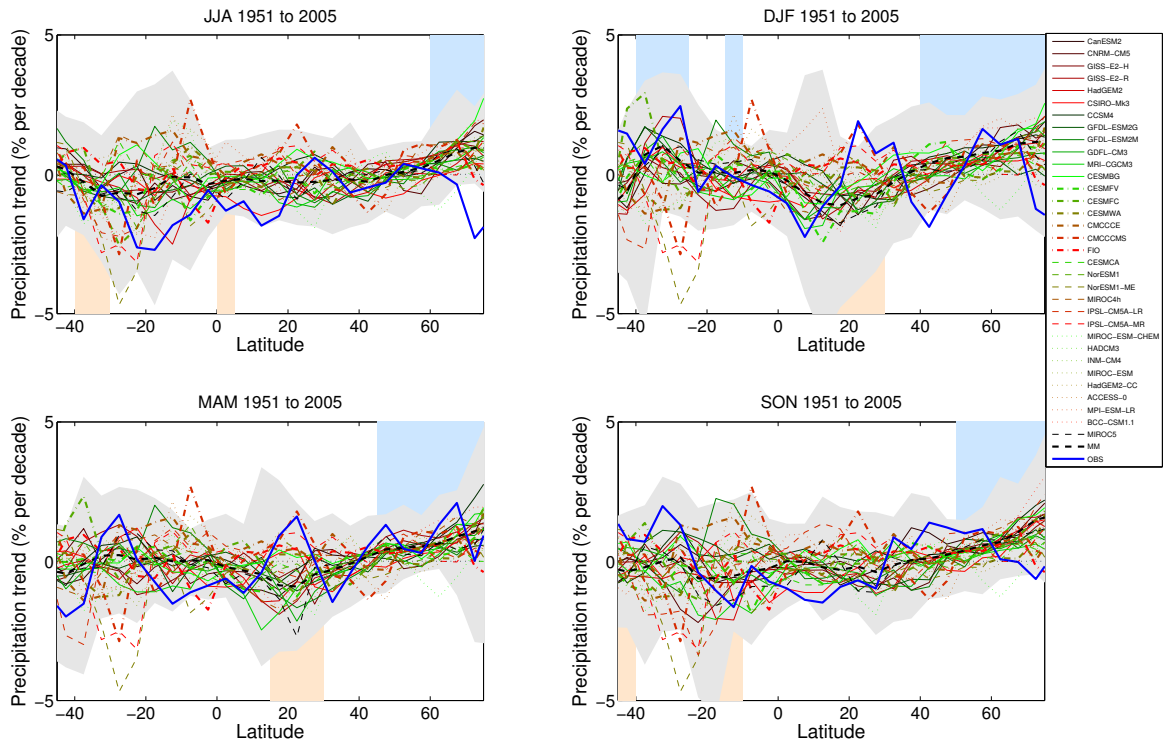 JJA 1951 to 2005
5
0
−5
Precipitation trend (% per decade)
−40 −20 0 20 40 60
Latitude
DJF 1951 to 2005
5
0
−5
Precipitation trend (% per decade)
−40 −20 0 20 40 60
Latitude
CanESM2
CNRM−CM5
GISS−E2−H
GISS−E2−R
HadGEM2
CSIRO−Mk3
CCSM4
GFDL−ESM2G
GFDL−ESM2M
GDFL−CM3
MRI−CGCM3
CESMBG
CESMFV
CESMFC
CESMWA
CMCCCE
CMCCCMS
FIO
CESMCA
NorESM1
NorESM1−ME
MIROC4h
IPSL−CM5A−LR
IPSL−CM5A−MR
MIROC−ESM−CHEM
HADCM3
INM−CM4
MIROC−ESM
HadGEM2−CC
ACCESS−0
MPI−ESM−LR
BCC−CSM1.1
MIROC5
MM
OBS
MAM 1951 to 2005
5
0
−5
Precipitation trend (% per decade)
−40 −20 0 20 40 60
Latitude
SON 1951 to 2005
5
0
−5
Precipitation trend (% per decade)
−40 −20 0 20 40 60
Latitude